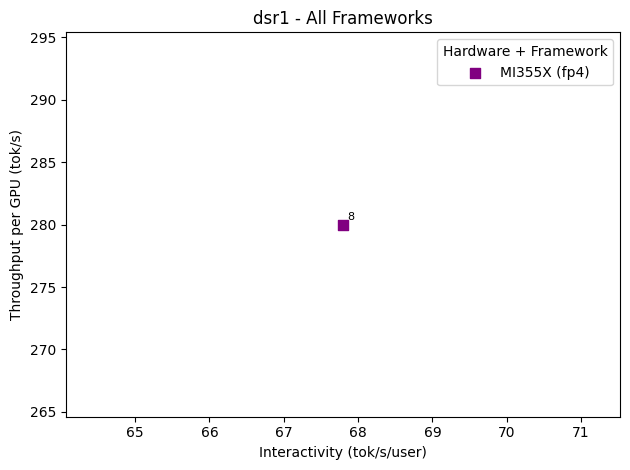 dsr1 - All Frameworks
Hardware + Framework
MI355X (fp4)
Throughput per GPU (tok/s)
295
290
285
280
275
270
265
8
65 66 67 68 69 70 71
Interactivity (tok/s/user)